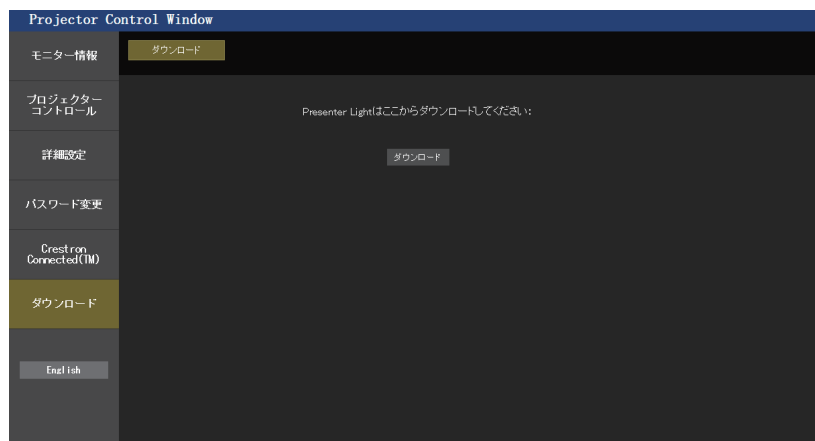 Projector Control Window
モニター情報
プロジェクター
コントロール
詳細設定
パスワード変更
Crestron
Connected(TM)
ダウンロード
English
ダウンロード
Presenter Lightはここからダウンロードしてください:
ダウンロード